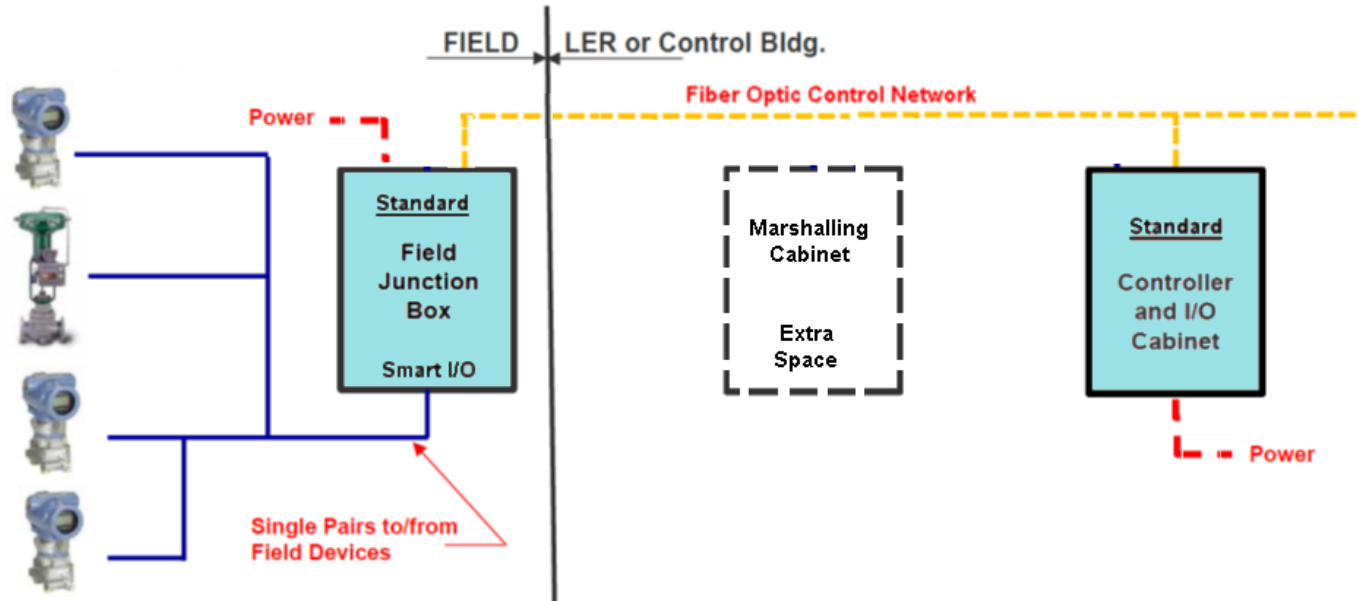 FIELD
LER or Control Bldg.
Fiber Optic Control Network
Power
Standard
Field
Junction
Box
Smart I/O
Marshalling
Cabinet
Extra
Space
Standard
Controller
and I/O
Cabinet
Power
Single Pairs to/from
Field Devices